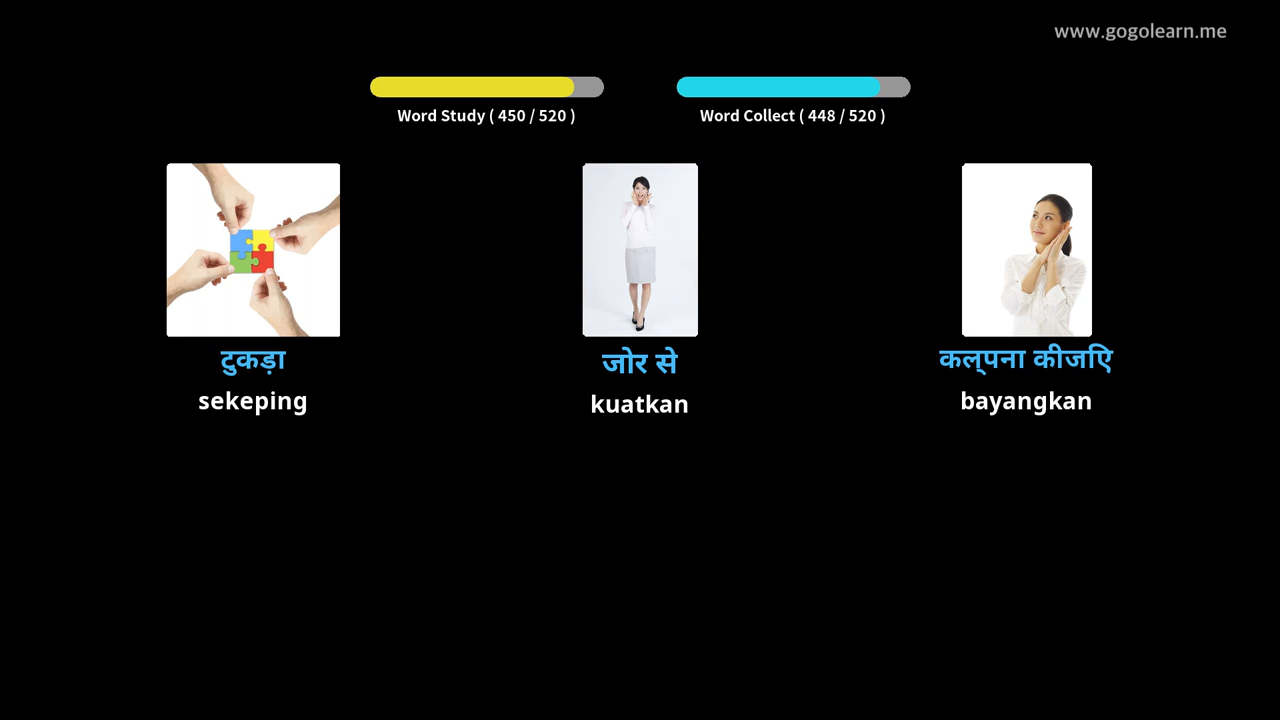 www.gogolearn.me
Word Study ( 450 / 520 )
Word Collect ( 448 / 520 )
टुकड़ा
जोर से
कल्पना कीजिए
sekeping
kuatkan
bayangkan